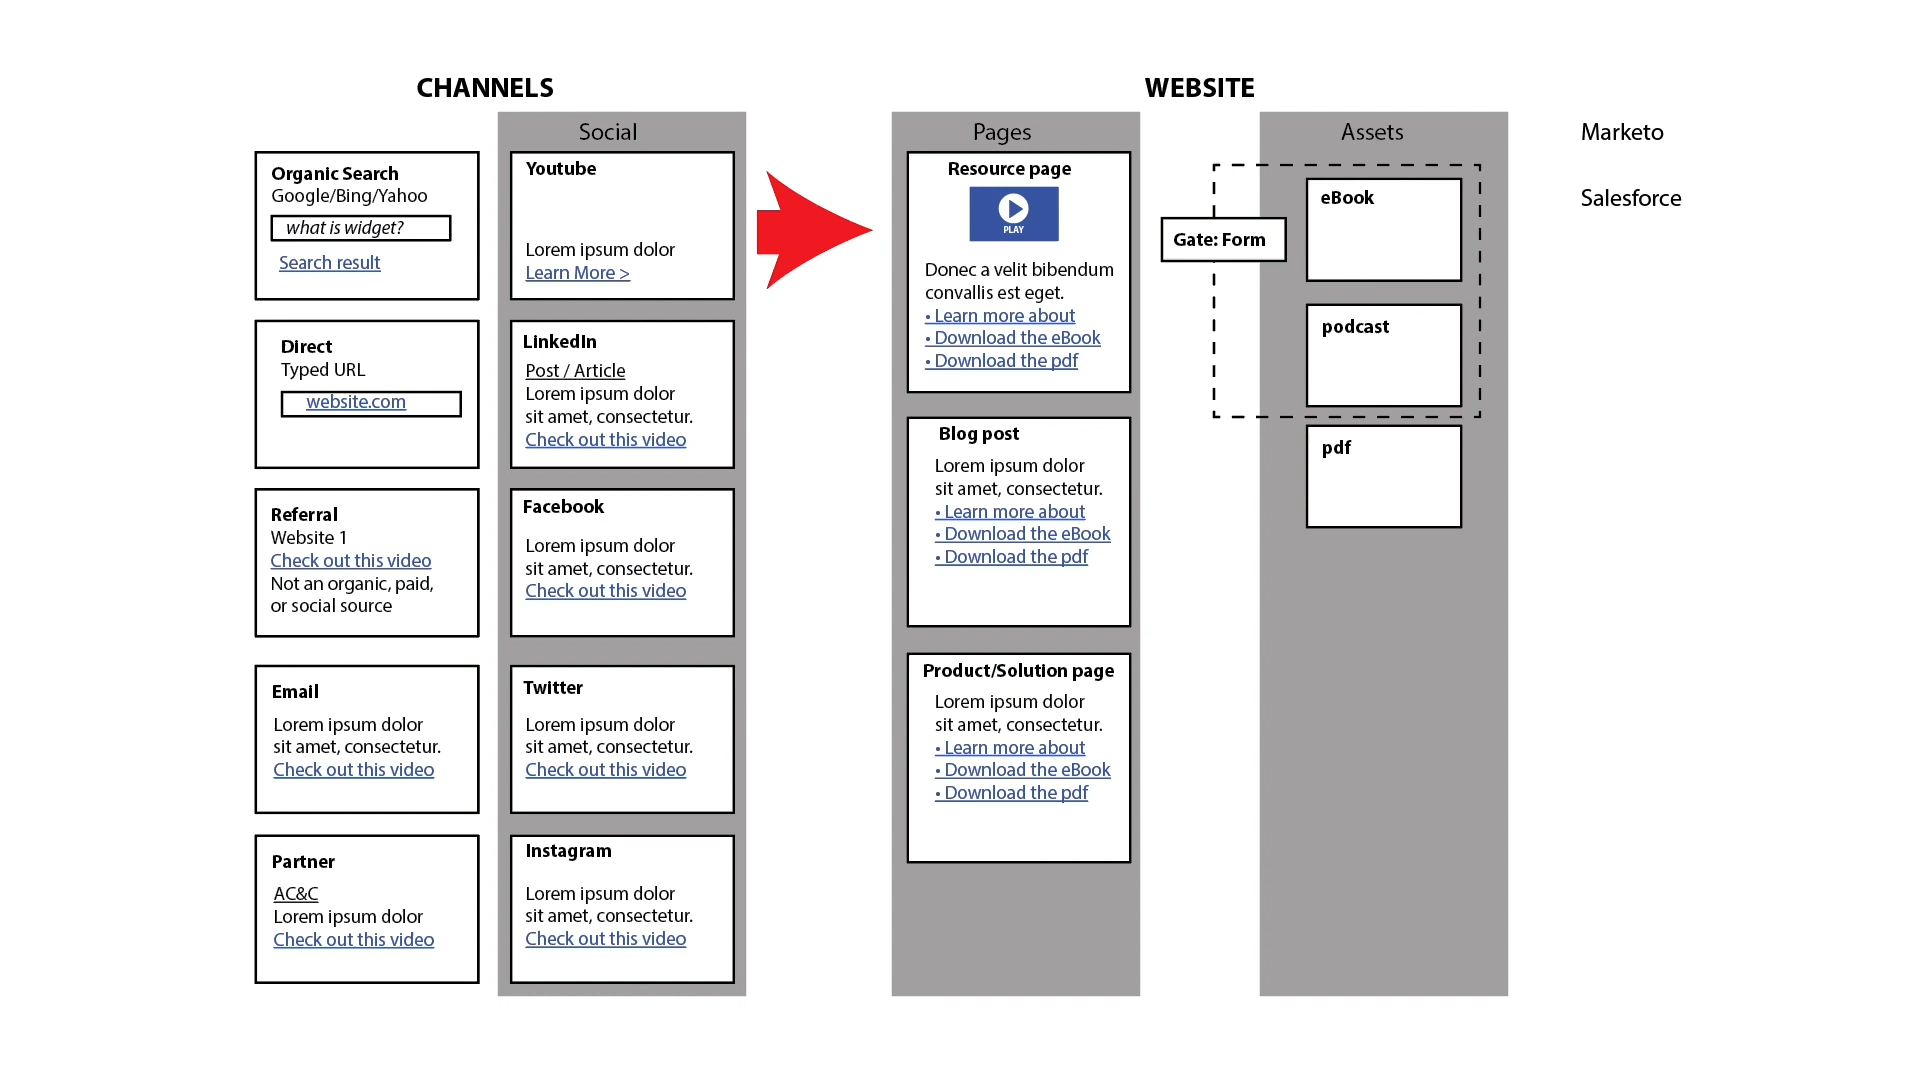 CHANNELS
Organic Search
Google/Bing/Yahoo
what is widget?
Search result
Direct
Typed URL
website.com
Referral
Website 1
Check out this video
Not an organic, paid,
or social source
Email
Lorem ipsum dolor
sit amet, consectetur.
Check out this video
Partner
AC&C
Lorem ipsum dolor
Check out this video
Social
Youtube
Lorem ipsum dolor
Learn More >
LinkedIn
Post / Article
Lorem ipsum dolor
sit amet, consectetur.
Check out this video
Facebook
Lorem ipsum dolor
sit amet, consectetur.
Check out this video
Twitter
Lorem ipsum dolor
sit amet, consectetur.
Check out this video
Instagram
Lorem ipsum dolor
sit amet, consectetur.
Check out this video
WEBSITE
Pages
Resource page
PLAY
Donec a velit bibendum
convallis est eget.
• Learn more about
• Download the eBook
• Download the pdf
Blog post
Lorem ipsum dolor
sit amet, consectetur.
• Learn more about
• Download the eBook
• Download the pdf
Product/Solution page
Lorem ipsum dolor
sit amet, consectetur.
• Learn more about
• Download the eBook
• Download the pdf
Assets
Gate: Form
eBook
podcast
pdf
Marketo
Salesforce